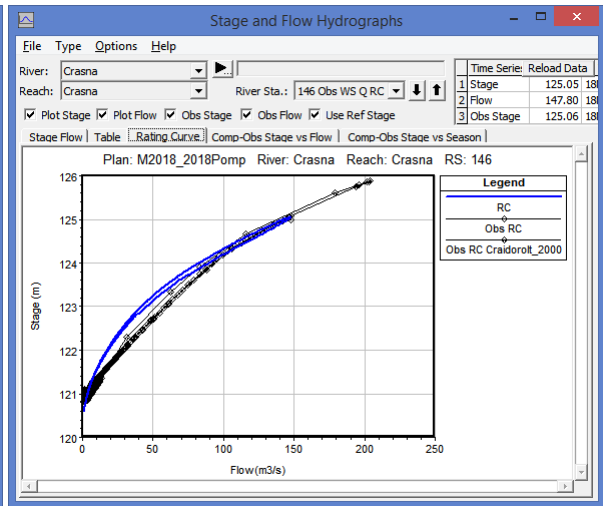 Stage and Flow Hydrographs
File Type Options Help
River: Crasna
Reach: Crasna River Sta.: 146 Obs WS Q RC
Plot Stage Plot Flow Obs Stage Obs Flow Use Ref Stage
Time Series Reload Data
1 Stage 125.05 18
2 Flow 147.80 18
3 Obs Stage 125.06 18
Stage Flow Table Rating Curve Comp-Obs Stage vs Flow Comp-Obs Stage vs Season
Plan: M2018_2018Pomp River: Crasna Reach: Crasna RS: 146
126
125
124
123
122
121
120
Stage (m)
0 50 100 150 200 250
Flow(m3/s)
Legend
RC
Obs RC
Obs RC Craidorolt_2000